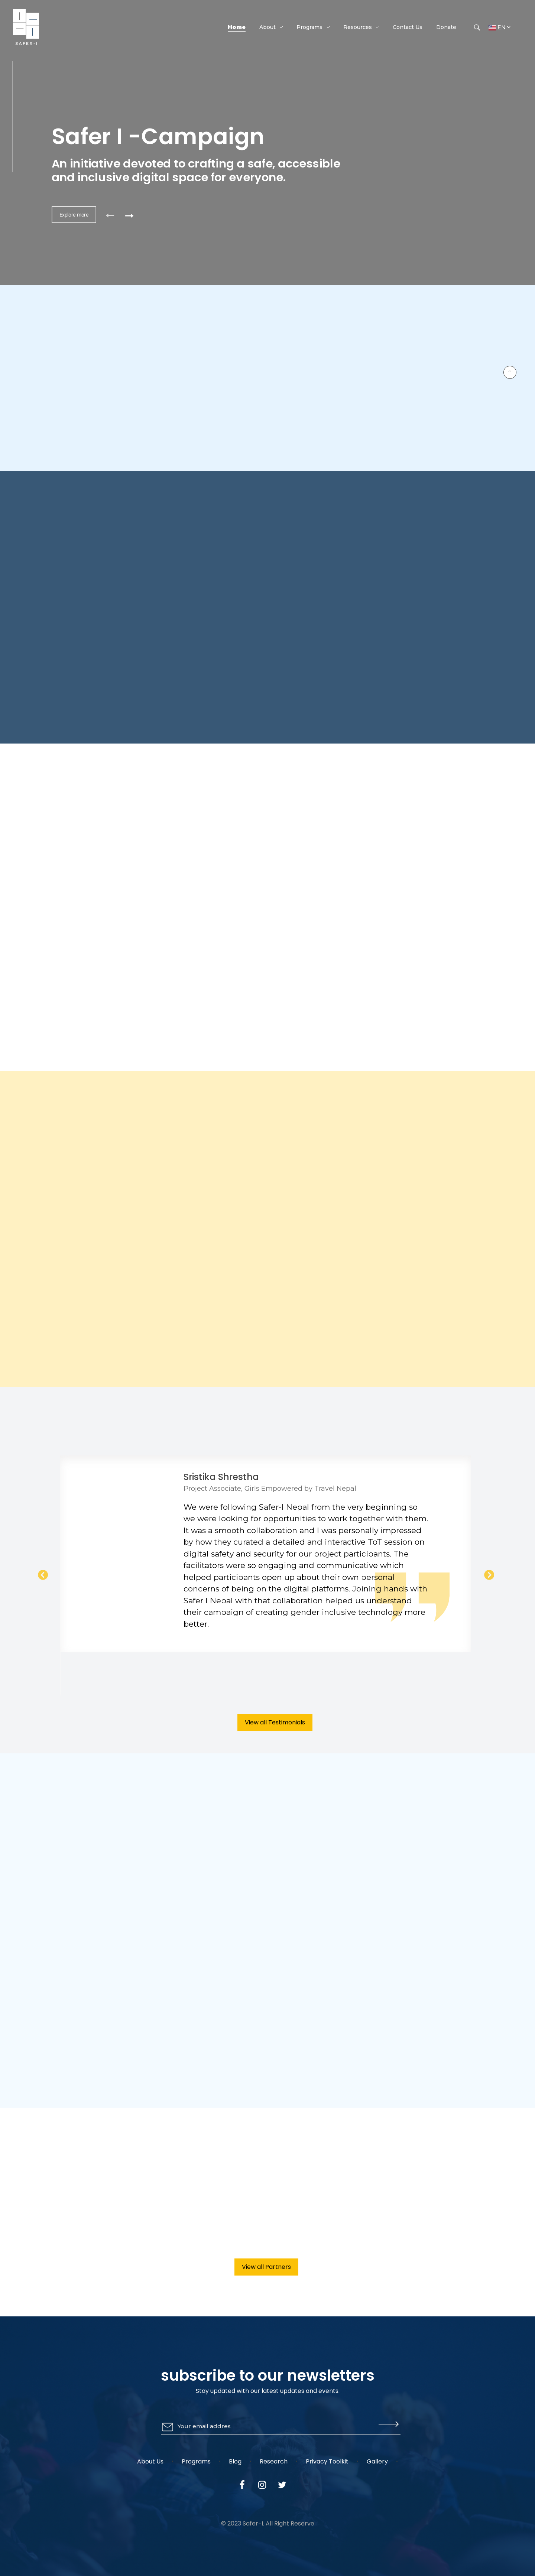 SAFER-I
Home About Programs Resources Contact Us Donate EN
Safer I -Campaign
An initiative devoted to crafting a safe, accessible
and inclusive digital space for everyone.
Explore more
Sristika Shrestha
Project Associate, Girls Empowered by Travel Nepal
We were following Safer-I Nepal from the very beginning so
we were looking for opportunities to work together with them.
It was a smooth collaboration and I was personally impressed
by how they curated a detailed and interactive ToT session on
digital safety and security for our project participants. The
facilitators were so engaging and communicative which
helped participants open up about their own personal
concerns of being on the digital platforms. Joining hands with
Safer I Nepal with that collaboration helped us understand
their campaign of creating gender inclusive technology more
better.
View all Testimonials
View all Partners
subscribe to our newsletters
Stay updated with our latest updates and events.
Your email addres
About Us Programs Blog Research Privacy Toolkit Gallery
© 2023 Safer-I. All Right Reserve